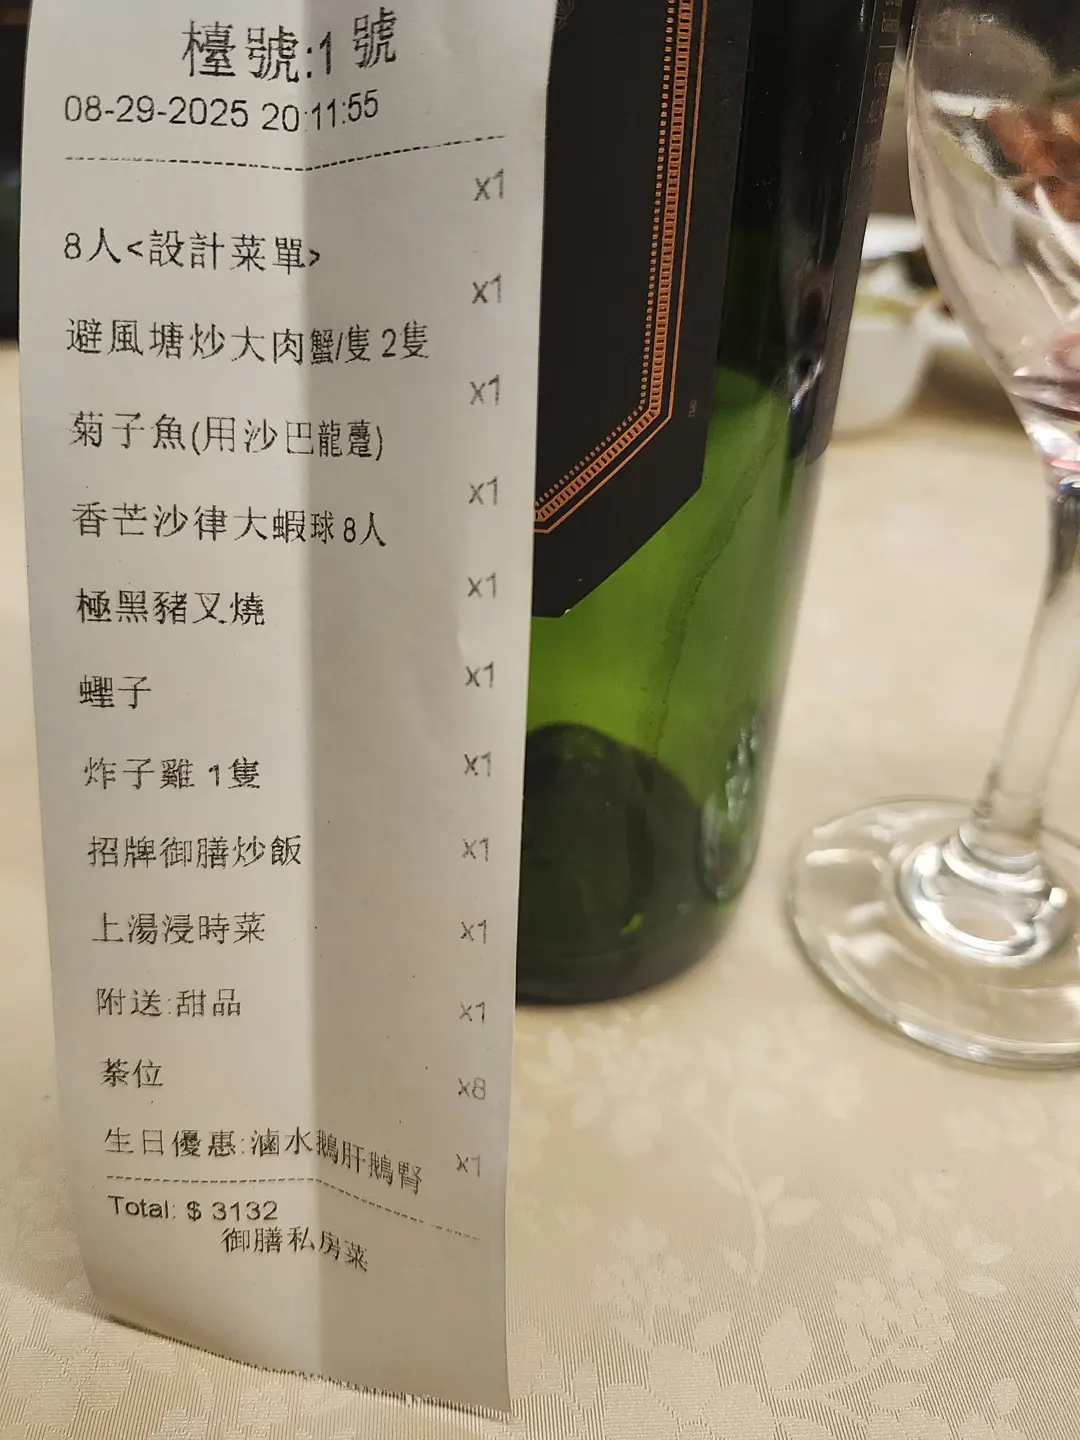 檯號:1 號
08-29-2025 20:11:55
x1
8人<設計菜單>
x1
避風塘炒大肉蟹/隻 2隻
x1
菊子魚(用沙巴龍躉)
x1
香芒沙律大蝦球 8人
x1
極黑豬叉燒
x1
蟶子
x1
炸子雞 1隻
x1
招牌御膳炒飯
x1
上湯浸時菜
x1
附送:甜品
x8
茶位
x1
生日優惠:滷水鵝肝鵝腎
Total: $ 3132
御膳私房菜